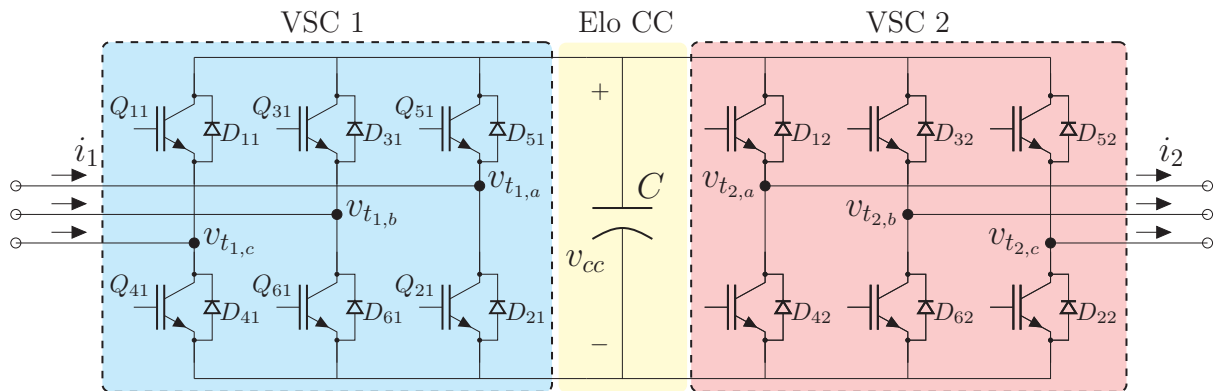 VSC 1 Elo CC VSC 2
Q11 D11 Q31 D31 Q51 D51 + D12 D32 D52
i1 i2
vt1,a C vt2,a
vt1,b vt2,b
vt1,c vcc vt2,c
Q41 D41 Q61 D61 Q21 D21 D42 D62 D22
−